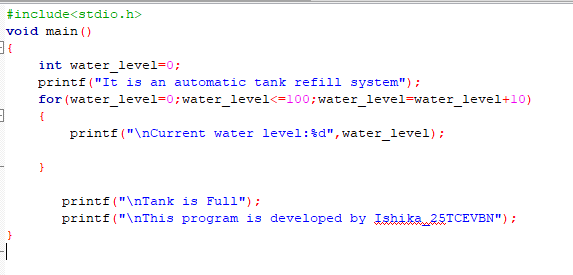 #include<stdio.h>
void main()
{
int water_level=0;
printf("It is an automatic tank refill system");
for(water_level=0;water_level<=100;water_level=water_level+10)
{
printf("\nCurrent water level:%d",water_level);
}
printf("\nTank is Full");
printf("\nThis program is developed by Ishika_25TCEVBN");
}